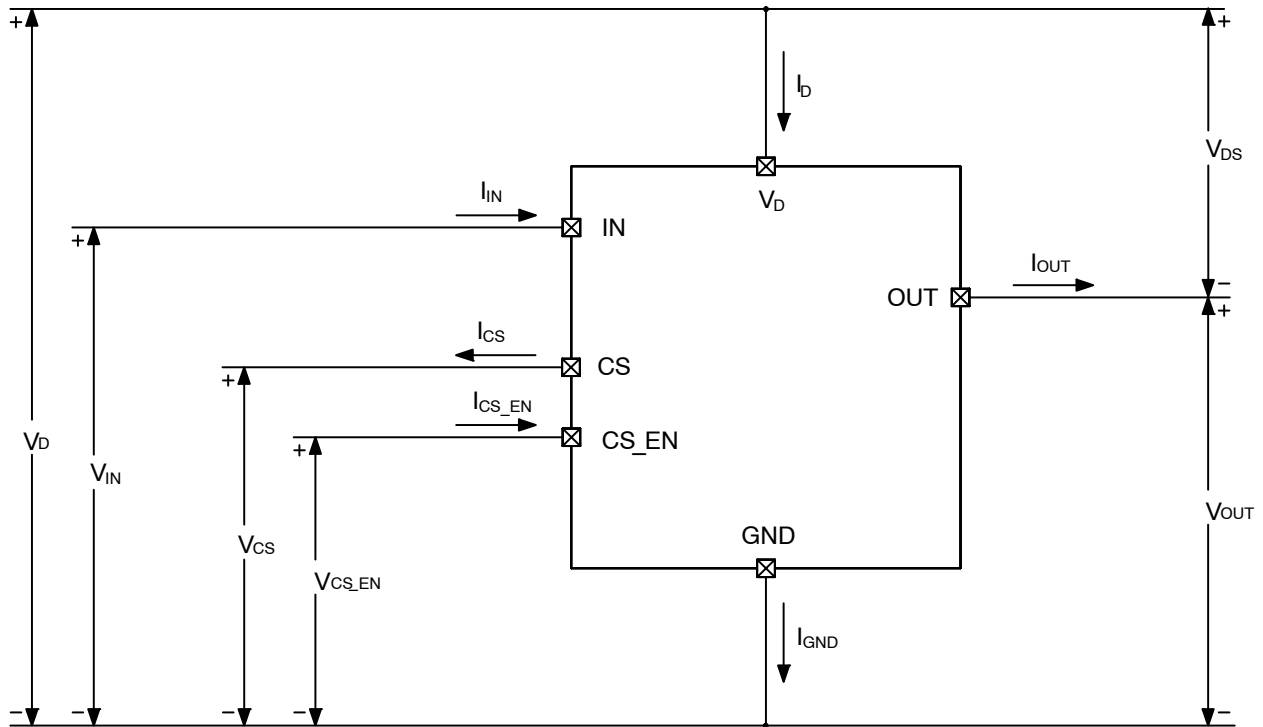 +
+
I_D
V_DS
V_D
I_IN
IN
+
I_OUT
OUT
−
+
I_CS
CS
+
I_CS_EN
CS_EN
+
V_D
V_IN
V_OUT
GND
V_CS
V_CS_EN
I_GND
−
−
−
−
−